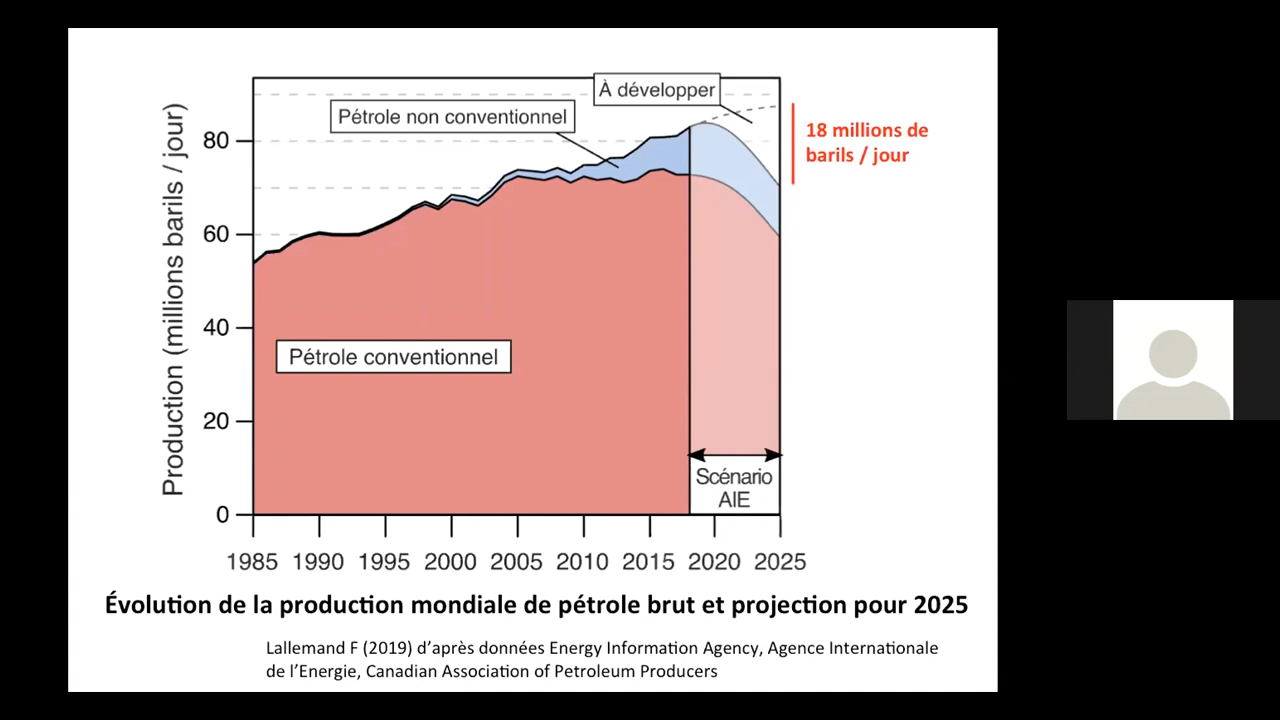 À développer
Pétrole non conventionnel
18 millions de
barils / jour
Production (millions barils / jour)
80
60
40
20
0
Pétrole conventionnel
Scénario
AIE
1985 1990 1995 2000 2005 2010 2015 2020 2025
Évolution de la production mondiale de pétrole brut et projection pour 2025
Lallemand F (2019) d’après données Energy Information Agency, Agence Internationale
de l’Energie, Canadian Association of Petroleum Producers